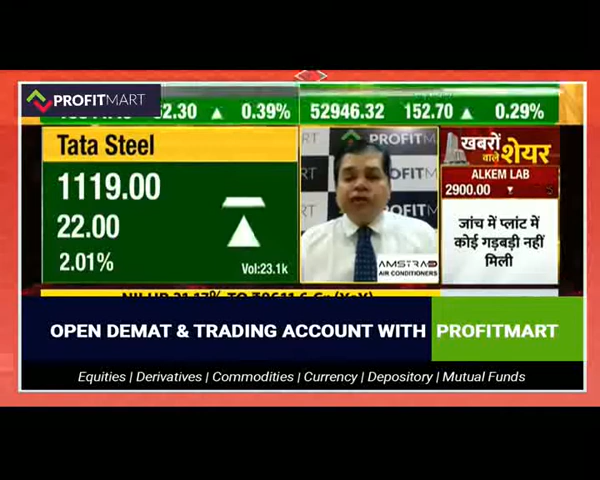 PROFITMART
0.39%
52946.32 152.70 0.29%
Tata Steel
1119.00
22.00
2.01%
Vol:23.1k
PROFITMART
AMSTRAD
AIR CONDITIONERS
खबरों
वाले शेयर
ALKEM LAB
2900.00
जांच में प्लांट में
कोई गड़बड़ी नहीं
मिली
OPEN DEMAT & TRADING ACCOUNT WITH PROFITMART
Equities | Derivatives | Commodities | Currency | Depository | Mutual Funds